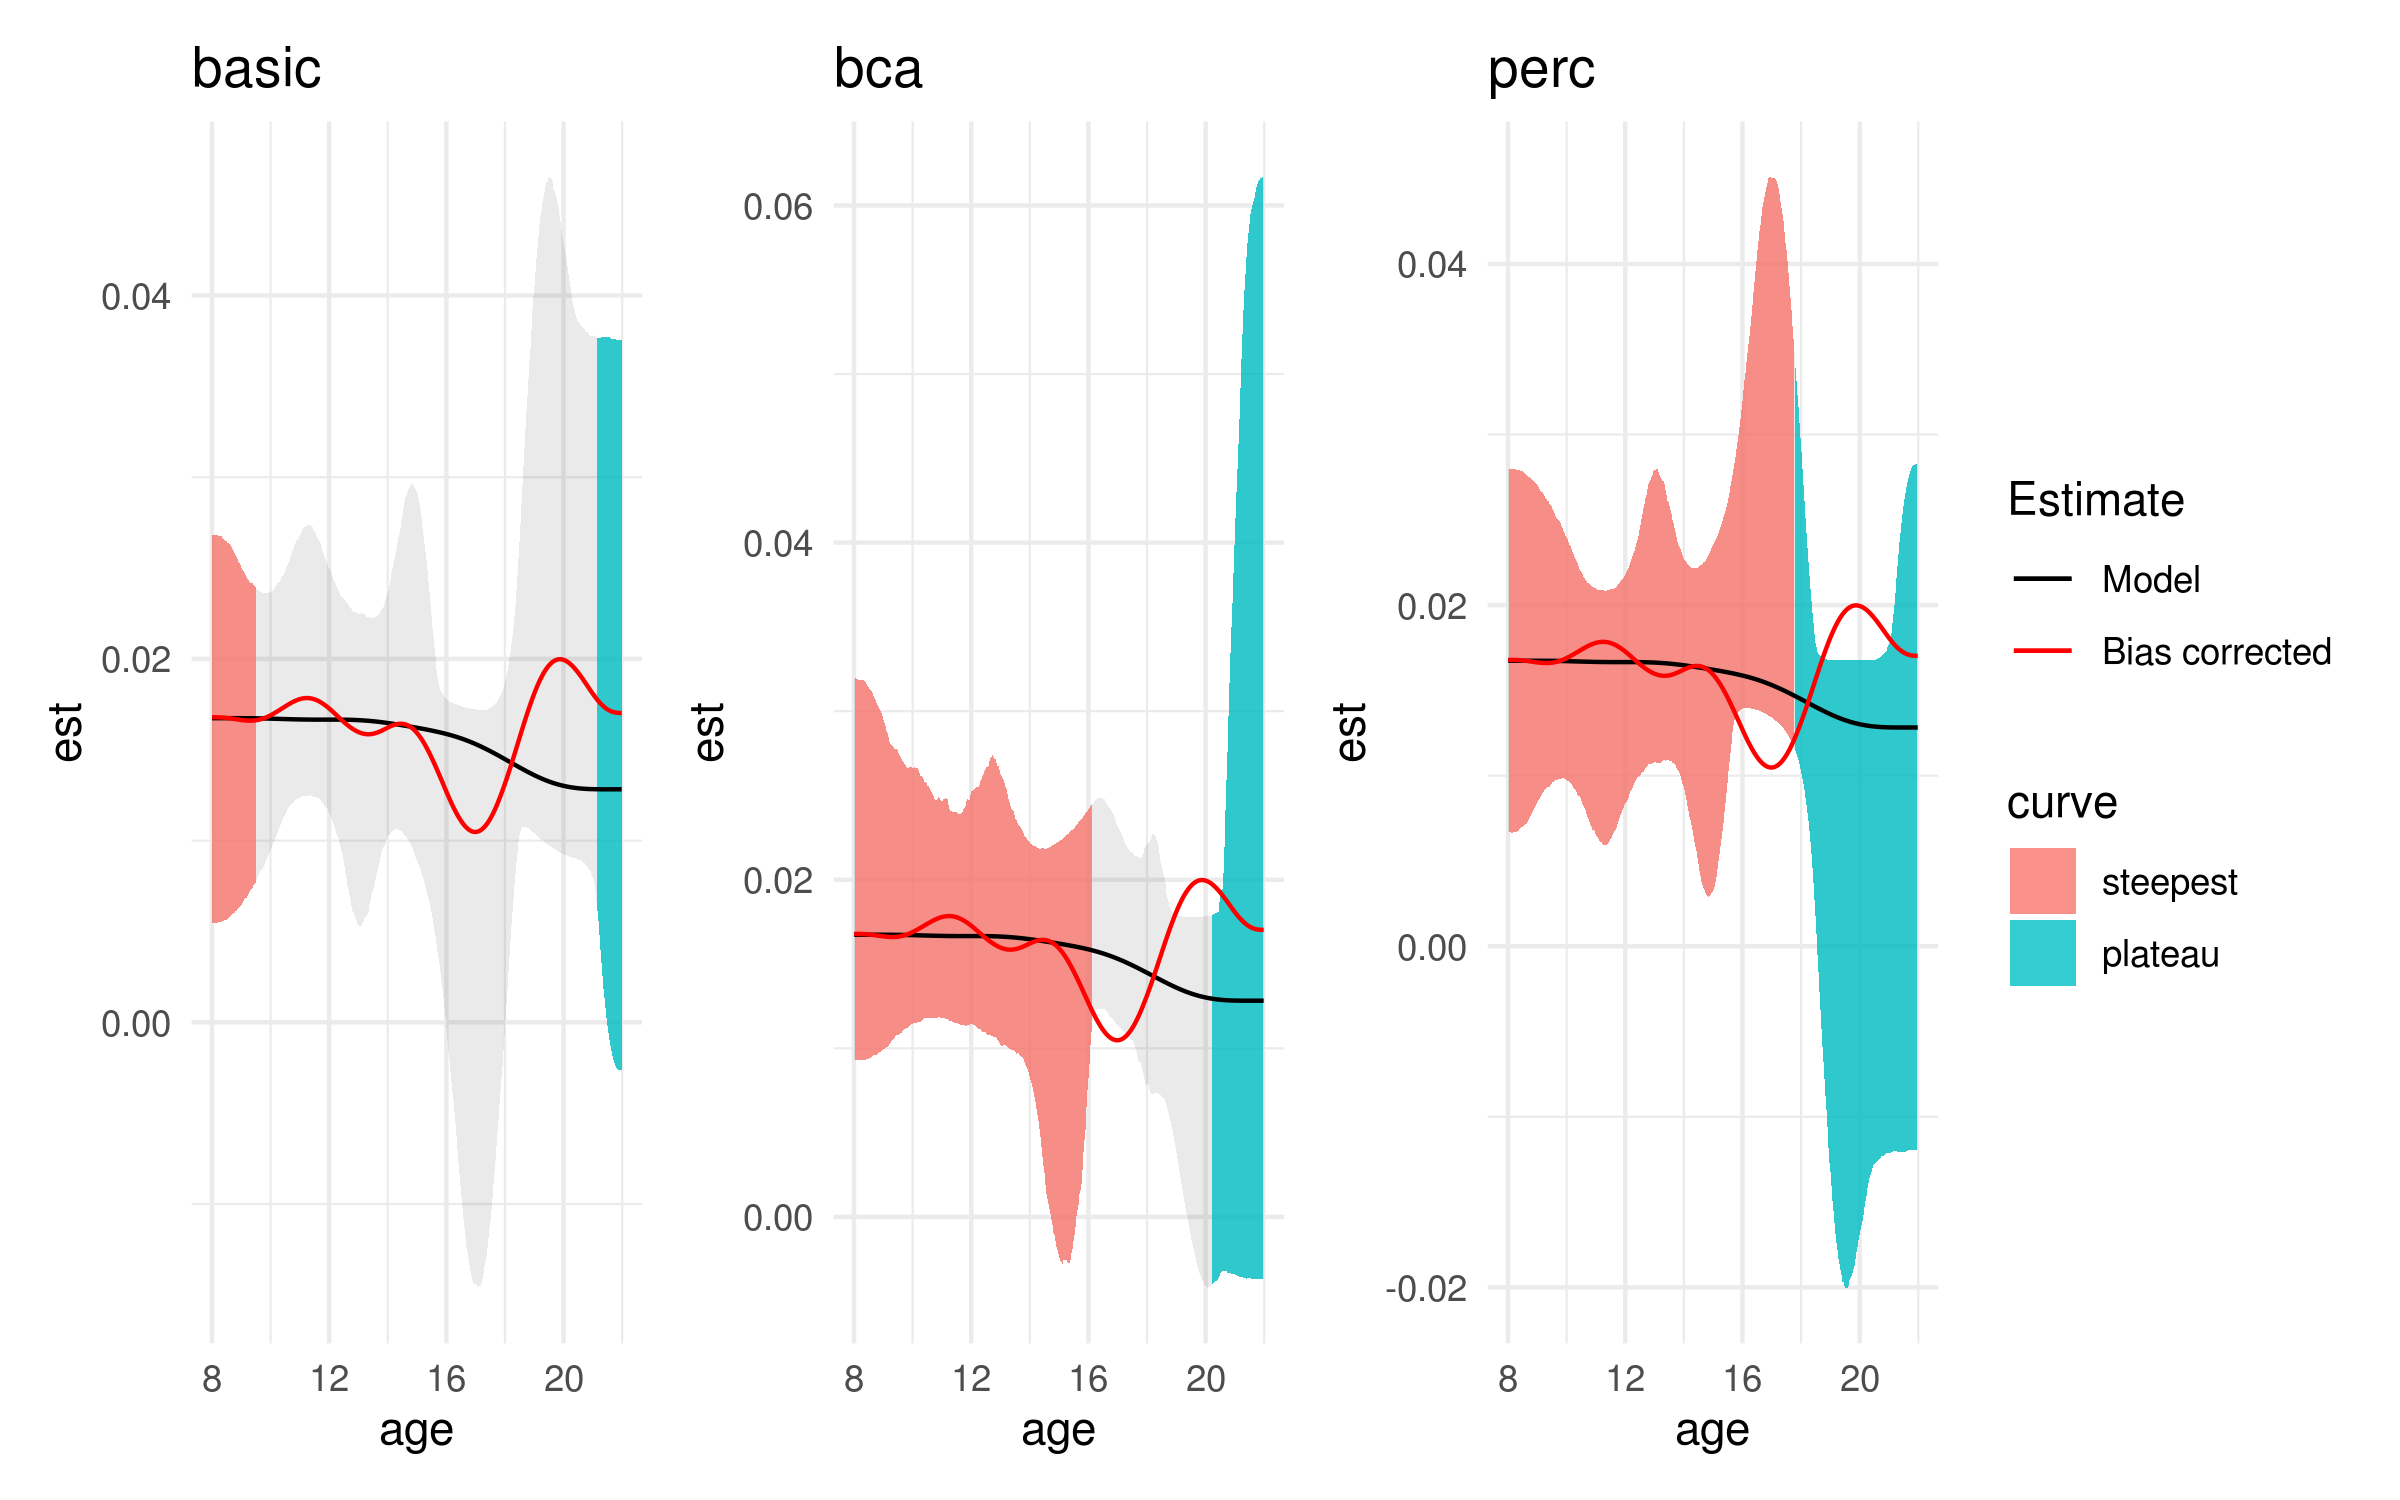 basic
bca
perc
0.04
0.02
0.00
est
8 12 16 20
age
0.06
0.04
0.02
0.00
est
8 12 16 20
age
0.04
0.02
0.00
-0.02
est
8 12 16 20
age
Estimate
Model
Bias corrected
curve
steepest
plateau